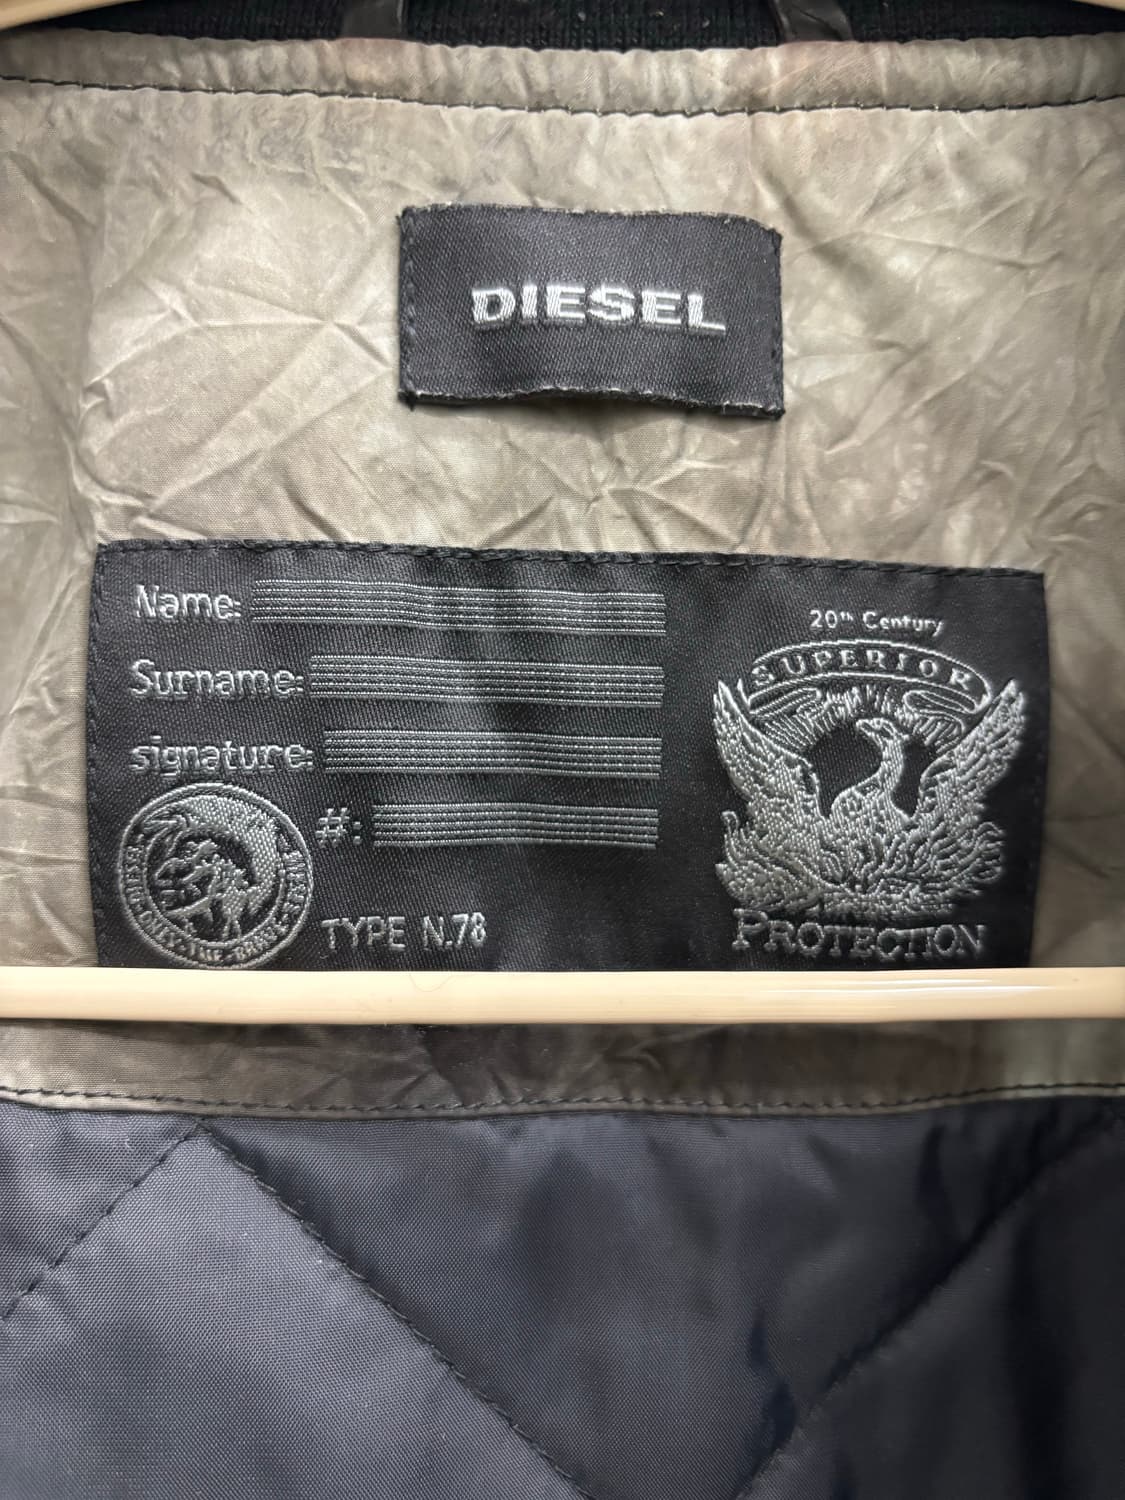 DIESEL
Name:
Surname:
signature:
#:
TYPE N.78
20th Century
SUPERIOR
PROTECTION